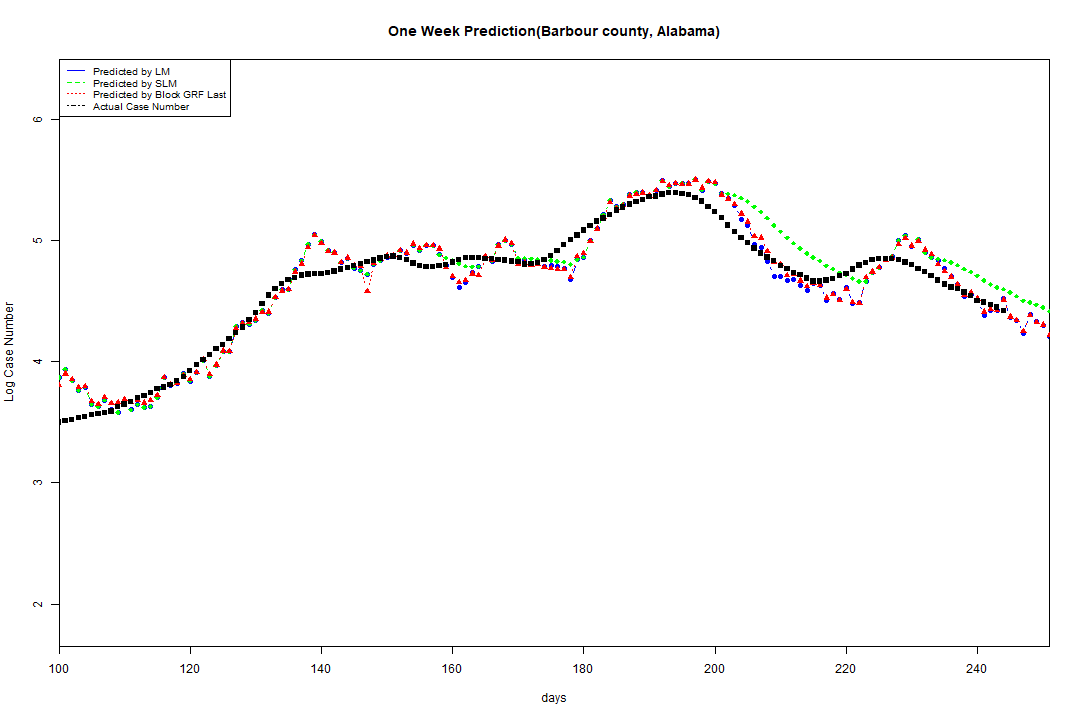 One Week Prediction(Barbour county, Alabama)
Predicted by LM
Predicted by SLM
Predicted by Block GRF Last
Actual Case Number
Log Case Number
6
5
4
3
2
100 120 140 160 180 200 220 240
days